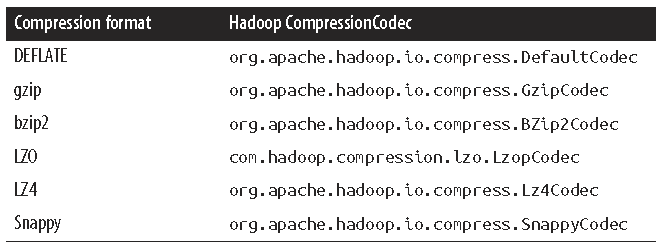 Compression format Hadoop CompressionCodec
DEFLATE org.apache.hadoop.io.compress.DefaultCodec
gzip org.apache.hadoop.io.compress.GzipCodec
bzip2 org.apache.hadoop.io.compress.BZip2Codec
LZO com.hadoop.compression.lzo.LzopCodec
LZ4 org.apache.hadoop.io.compress.Lz4Codec
Snappy org.apache.hadoop.io.compress.SnappyCodec